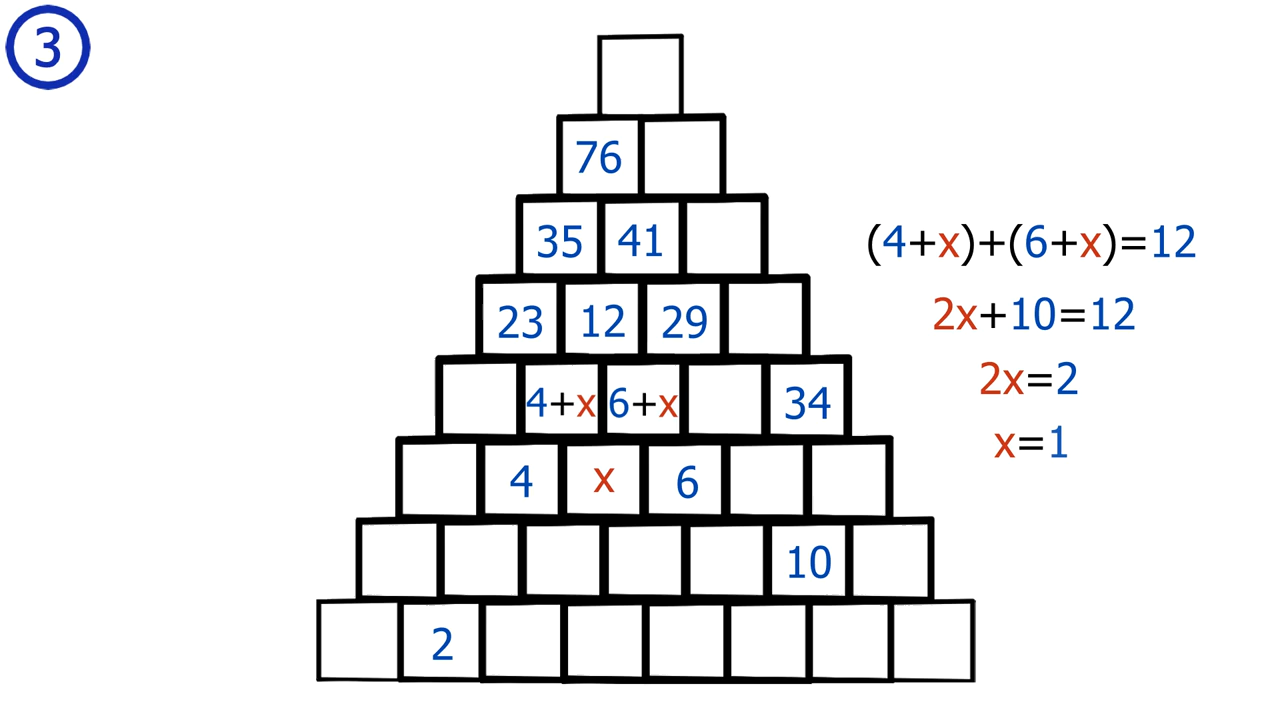 3
76
35 41
23 12 29
4+x 6+x 34
4 x 6
10
2
(4+x)+(6+x)=12
2x+10=12
2x=2
x=1